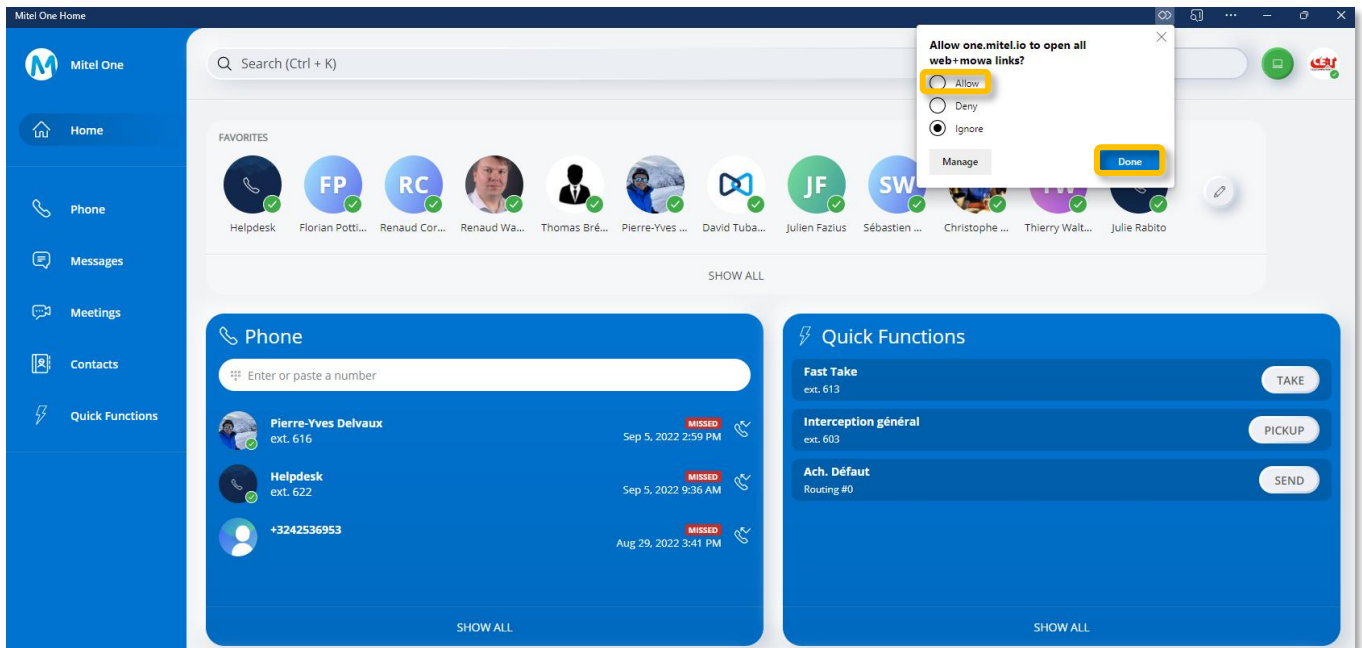 Mitel One Home
Mitel One
Search (Ctrl + K)
Allow one.mitel.io to open all
web+mowa links?
Allow
Deny
Ignore
Manage
Done
Home
Phone
Messages
Meetings
Contacts
Quick Functions
FAVORITES
FP
RC
JF
SW
Helpdesk
Florian Potti...
Renaud Cor...
Renaud Wa...
Thomas Bré...
Pierre-Yves ...
David Tuba...
Julien Fazius
Sébastien ...
Christophe ...
Thierry Walt...
Julie Rabito
SHOW ALL
Phone
Enter or paste a number
Pierre-Yves Delvaux
ext. 616
MISSED
Sep 5, 2022 2:59 PM
Helpdesk
ext. 622
MISSED
Sep 5, 2022 9:36 AM
+3242536953
MISSED
Aug 29, 2022 3:41 PM
SHOW ALL
Quick Functions
Fast Take
ext. 613
TAKE
Interception général
ext. 603
PICKUP
Ach. Défaut
Routing #0
SEND
SHOW ALL